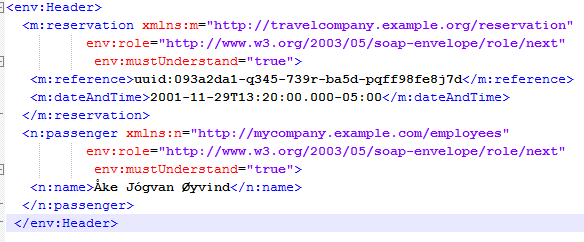 <env:Header>
<m:reservation xmlns:m="http://travelcompany.example.org/reservation"
env:role="http://www.w3.org/2003/05/soap-envelope/role/next"
env:mustUnderstand="true">
<m:reference>uuid:093a2da1-q345-739r-ba5d-pqff98fe8j7d</m:reference>
<m:dateAndTime>2001-11-29T13:20:00.000-05:00</m:dateAndTime>
</m:reservation>
<n:passenger xmlns:n="http://mycompany.example.com/employees"
env:role="http://www.w3.org/2003/05/soap-envelope/role/next"
env:mustUnderstand="true">
<n:name>Åke Jógvan Øyvind</n:name>
</n:passenger>
</env:Header>